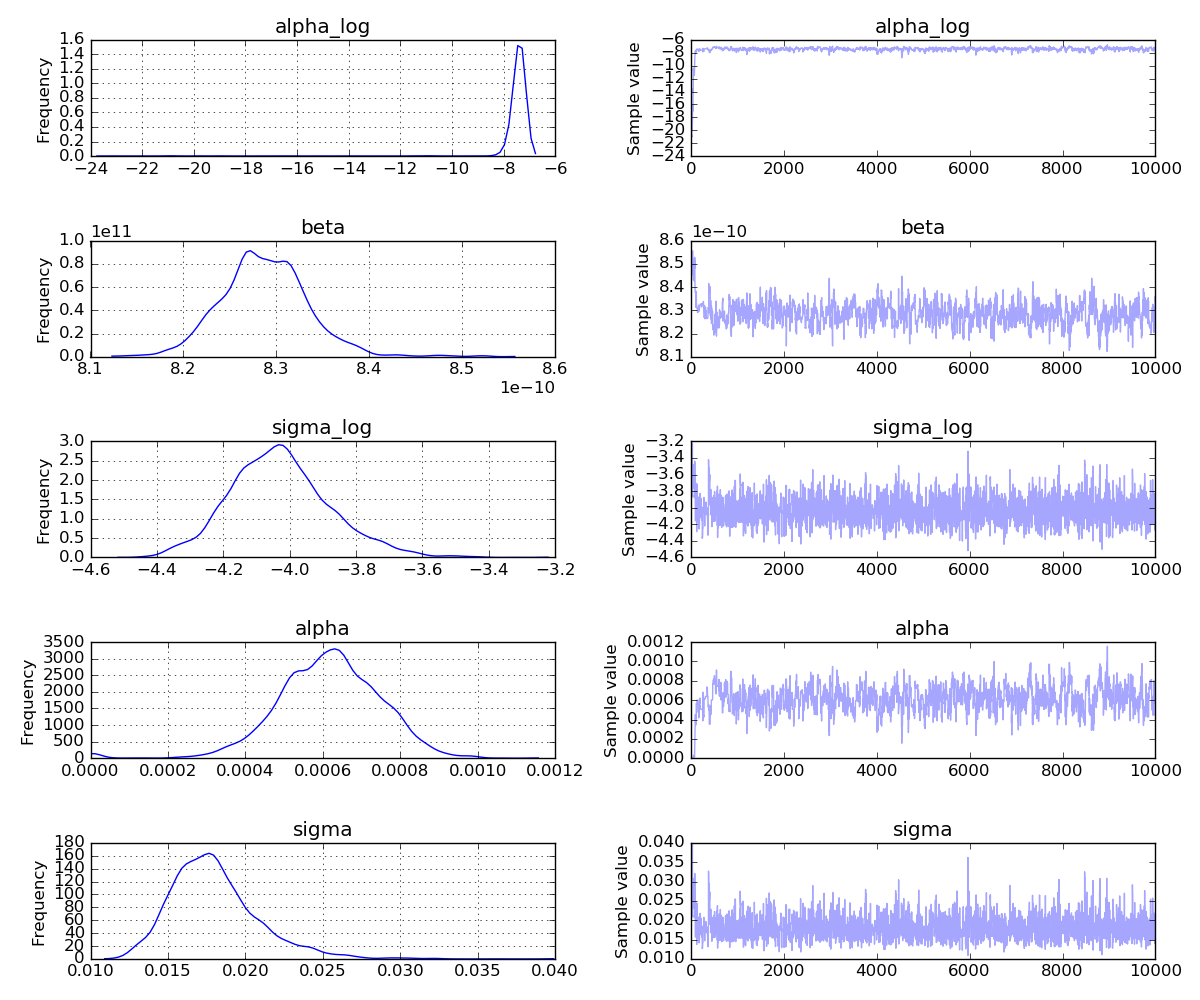 alpha_log
1.6
1.4
1.2
1.0
0.8
0.6
0.4
0.2
0.0
Frequency
−24 −22 −20 −18 −16 −14 −12 −10 −8 −6
alpha_log
−6
−8
−10
−12
−14
−16
−18
−20
−22
−24
Sample value
0 2000 4000 6000 8000 10000
beta
1e11
1.0
0.8
0.6
0.4
0.2
0.0
Frequency
8.1 8.2 8.3 8.4 8.5 8.6
1e−10
beta
1e−10
8.6
8.5
8.4
8.3
8.2
8.1
Sample value
0 2000 4000 6000 8000 10000
sigma_log
3.0
2.5
2.0
1.5
1.0
0.5
0.0
Frequency
−4.6 −4.4 −4.2 −4.0 −3.8 −3.6 −3.4 −3.2
sigma_log
−3.2
−3.4
−3.6
−3.8
−4.0
−4.2
−4.4
−4.6
Sample value
0 2000 4000 6000 8000 10000
alpha
3500
3000
2500
2000
1500
1000
500
0
Frequency
0.0000 0.0002 0.0004 0.0006 0.0008 0.0010 0.0012
alpha
0.0012
0.0010
0.0008
0.0006
0.0004
0.0002
0.0000
Sample value
0 2000 4000 6000 8000 10000
sigma
180
160
140
120
100
80
60
40
20
0
Frequency
0.010 0.015 0.020 0.025 0.030 0.035 0.040
sigma
0.040
0.035
0.030
0.025
0.020
0.015
0.010
Sample value
0 2000 4000 6000 8000 10000